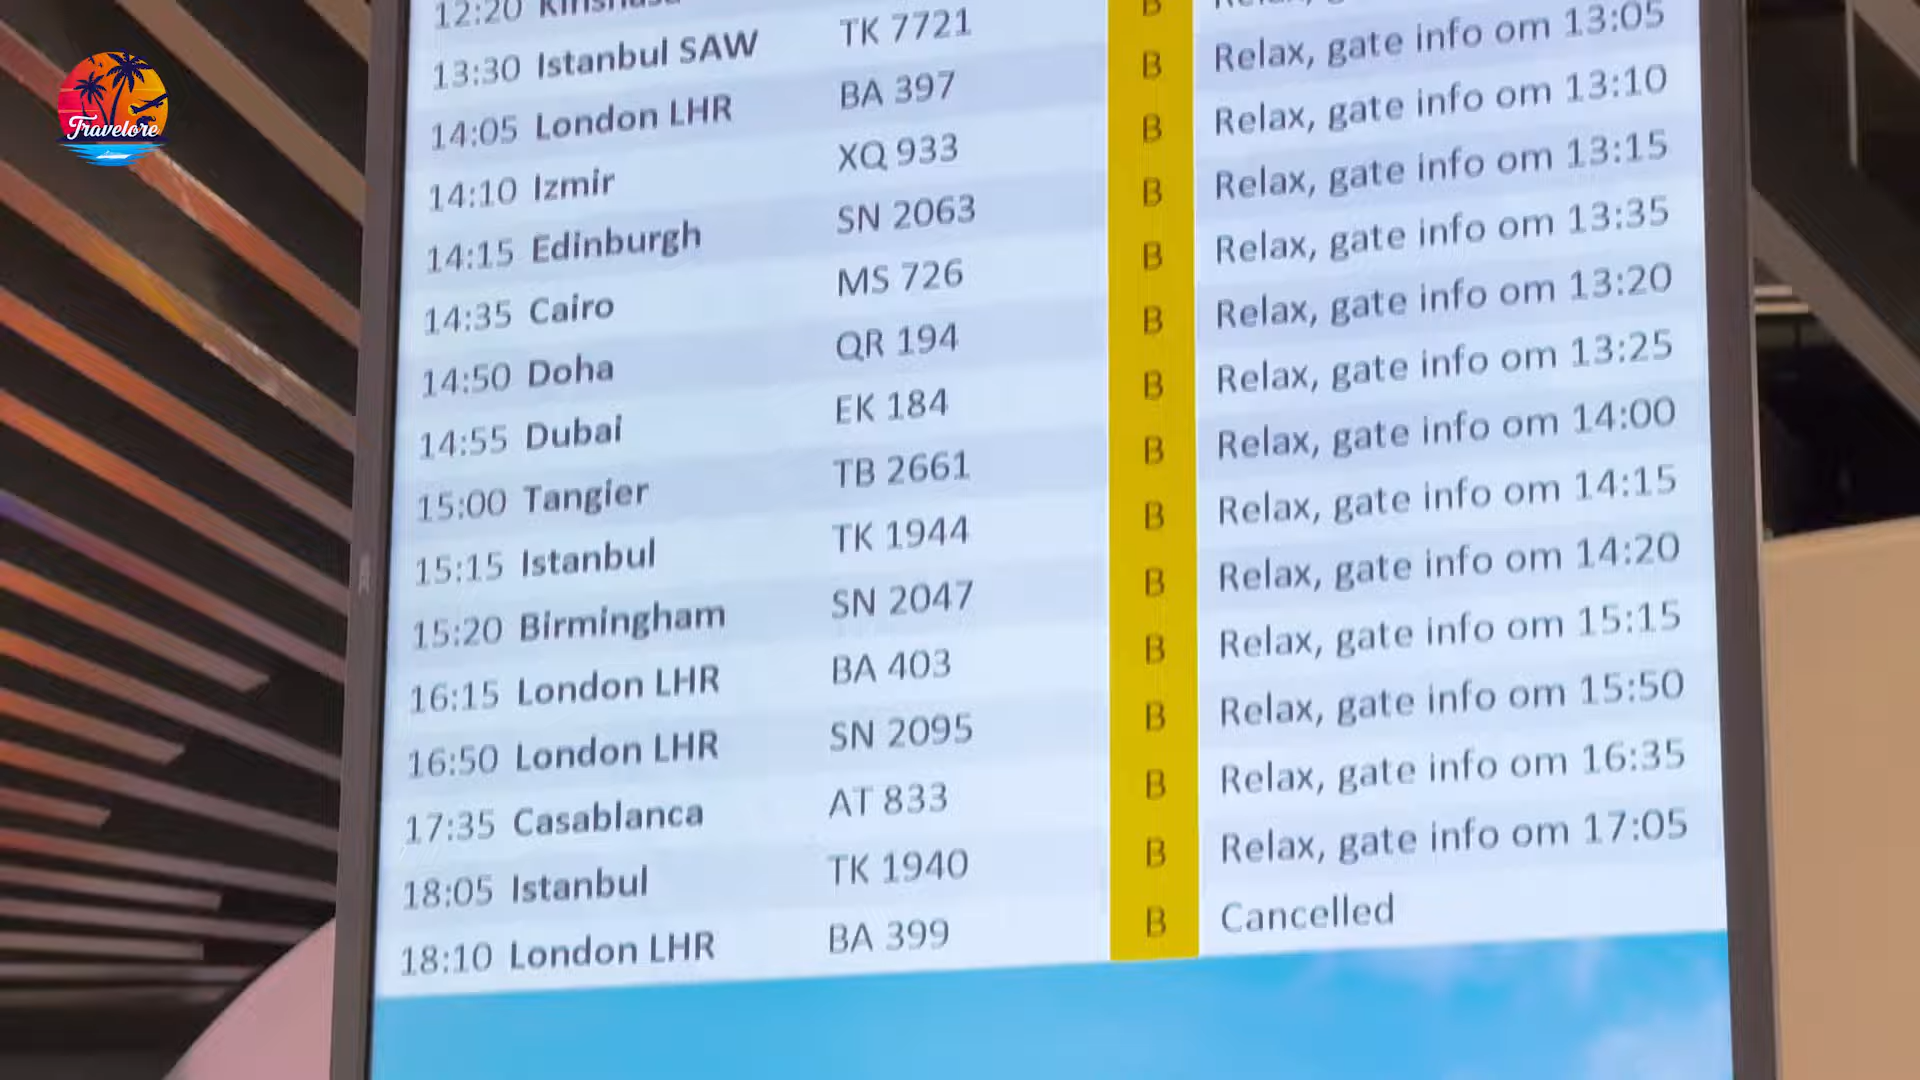 Travelore
12:20
13:30 Istanbul SAW TK 7721 B Relax,
14:05 London LHR BA 397 B Relax, gate info om 13:05
14:10 Izmir XQ 933 B Relax, gate info om 13:10
14:15 Edinburgh SN 2063 B Relax, gate info om 13:15
14:35 Cairo MS 726 B Relax, gate info om 13:35
14:50 Doha QR 194 B Relax, gate info om 13:20
14:55 Dubai EK 184 B Relax, gate info om 13:25
15:00 Tangier TB 2661 B Relax, gate info om 14:00
15:15 Istanbul TK 1944 B Relax, gate info om 14:15
15:20 Birmingham SN 2047 B Relax, gate info om 14:20
16:15 London LHR BA 403 B Relax, gate info om 15:15
16:50 London LHR SN 2095 B Relax, gate info om 15:50
17:35 Casablanca AT 833 B Relax, gate info om 16:35
18:05 Istanbul TK 1940 B Relax, gate info om 17:05
18:10 London LHR BA 399 B Cancelled